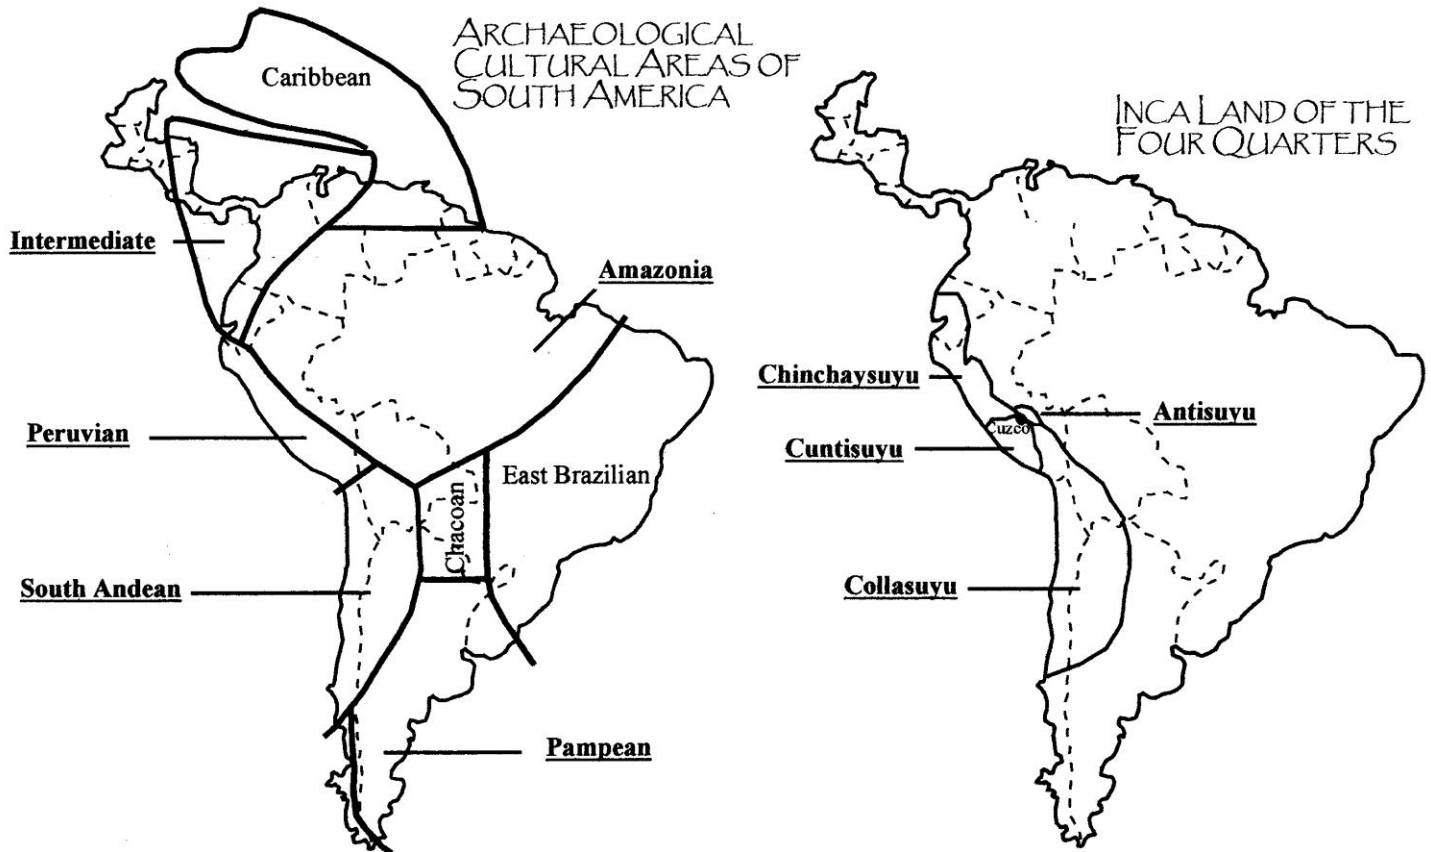 ARCHAEOLOGICAL
CULTURAL AREAS OF
SOUTH AMERICA
Caribbean
Intermediate
Amazonia
Peruvian
East Brazilian
Chacoan
South Andean
Pampean
INCA LAND OF THE
FOUR QUARTERS
Chinchaysuyu
Antisuyu
Cuzco
Cuntisuyu
Collasuyu